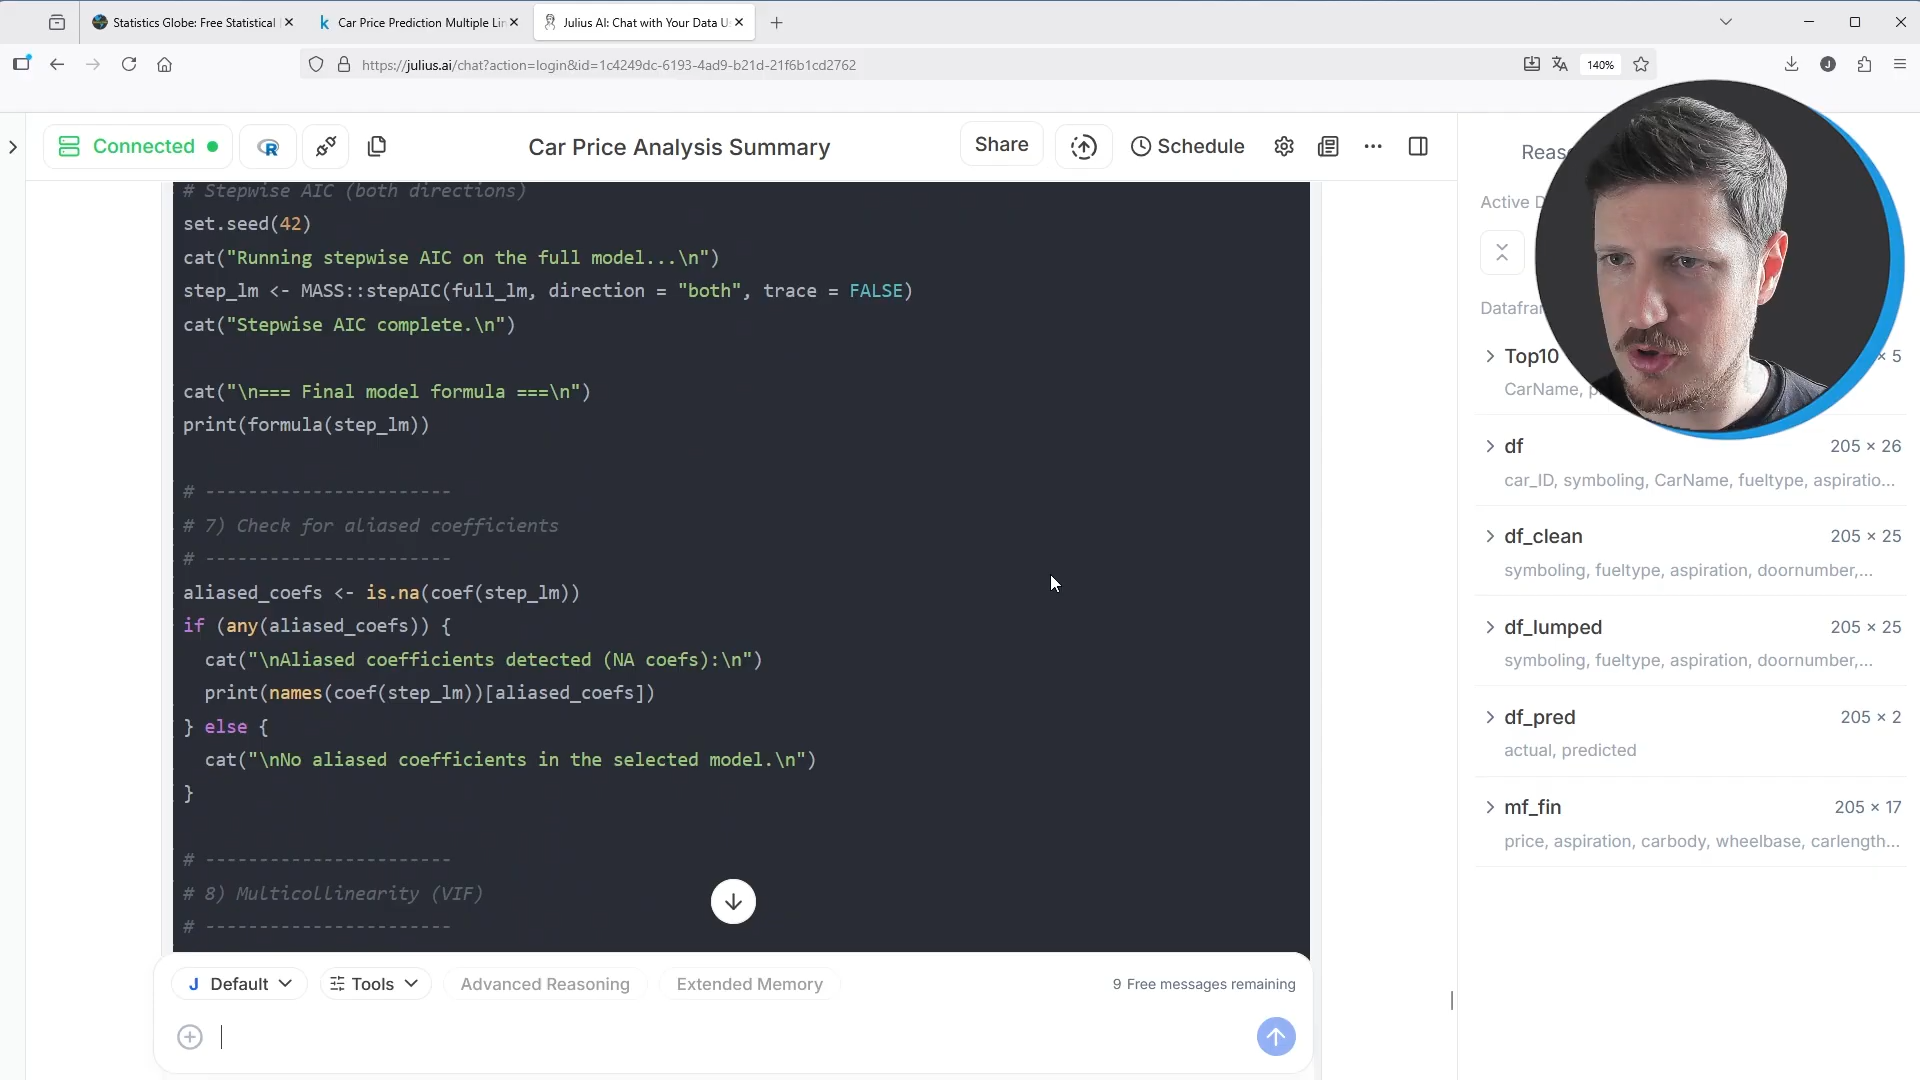 Statistics Globe: Free Statistical
Car Price Prediction Multiple Lin
Julius AI: Chat with Your Data U
https://julius.ai/chat?action=login&id=1c4249dc-6193-4ad9-b21d-21f6b1cd2762
140%
J
Connected
R
Car Price Analysis Summary
Share
Schedule
# Stepwise AIC (both directions)
set.seed(42)
cat("Running stepwise AIC on the full model...\n")
step_lm <- MASS::stepAIC(full_lm, direction = "both", trace = FALSE)
cat("Stepwise AIC complete.\n")
cat("\n=== Final model formula ===\n")
print(formula(step_lm))
# -----------------------
# 7) Check for aliased coefficients
# -----------------------
aliased_coefs <- is.na(coef(step_lm))
if (any(aliased_coefs)) {
cat("\nAliased coefficients detected (NA coefs):\n")
print(names(coef(step_lm))[aliased_coefs])
} else {
cat("\nNo aliased coefficients in the selected model.\n")
}
# -----------------------
# 8) Multicollinearity (VIF)
# -----------------------
J Default
Tools
Advanced Reasoning
Extended Memory
9 Free messages remaining
Top10
× 5
CarName,
df
205 × 26
car_ID, symboling, CarName, fueltype, aspiratio...
df_clean
205 × 25
symboling, fueltype, aspiration, doornumber,...
df_lumped
205 × 25
symboling, fueltype, aspiration, doornumber,...
df_pred
205 × 2
actual, predicted
mf_fin
205 × 17
price, aspiration, carbody, wheelbase, carlength...